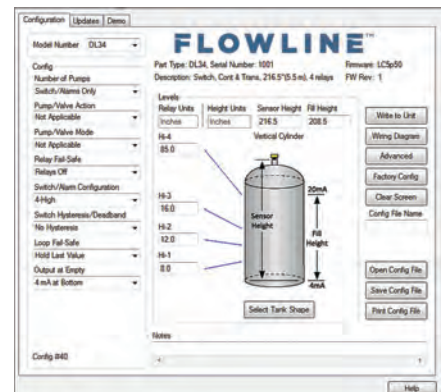 Configuration Updates Demo
Model Number DL34
FLOWLINE™
Part Type: DL34, Serial Number: 1001 Firmware: LC5p50
Description: Switch, Cont & Trans, 216.5"(5.5 m), 4 relays FW Rev: 1
Config
Number of Pumps
Switch/Alarms Only
Pump/Valve Action
Not Applicable
Pump/Valve Mode
Not Applicable
Relay Fail-Safe
Relays Off
Switch/Alarm Configuration
4-High
Switch Hysteresis/Deadband
No Hysteresis
Loop Fail-Safe
Hold Last Value
Output at Empty
4 mA at Bottom
Config #40
Levels
Relay Units Height Units Sensor Height Fill Height
Inches Inches 216.5 208.5
Hi-4 Vertical Cylinder
85.0
Hi-3
16.0
Hi-2
12.0
Hi-1
8.0
20mA
Sensor
Height
Fill
Height
4mA
Select Tank Shape
Notes
Write to Unit
Wiring Diagram
Advanced
Factory Config
Clear Screen
Config File Name
Open Config File
Save Config File
Print Config File
Help